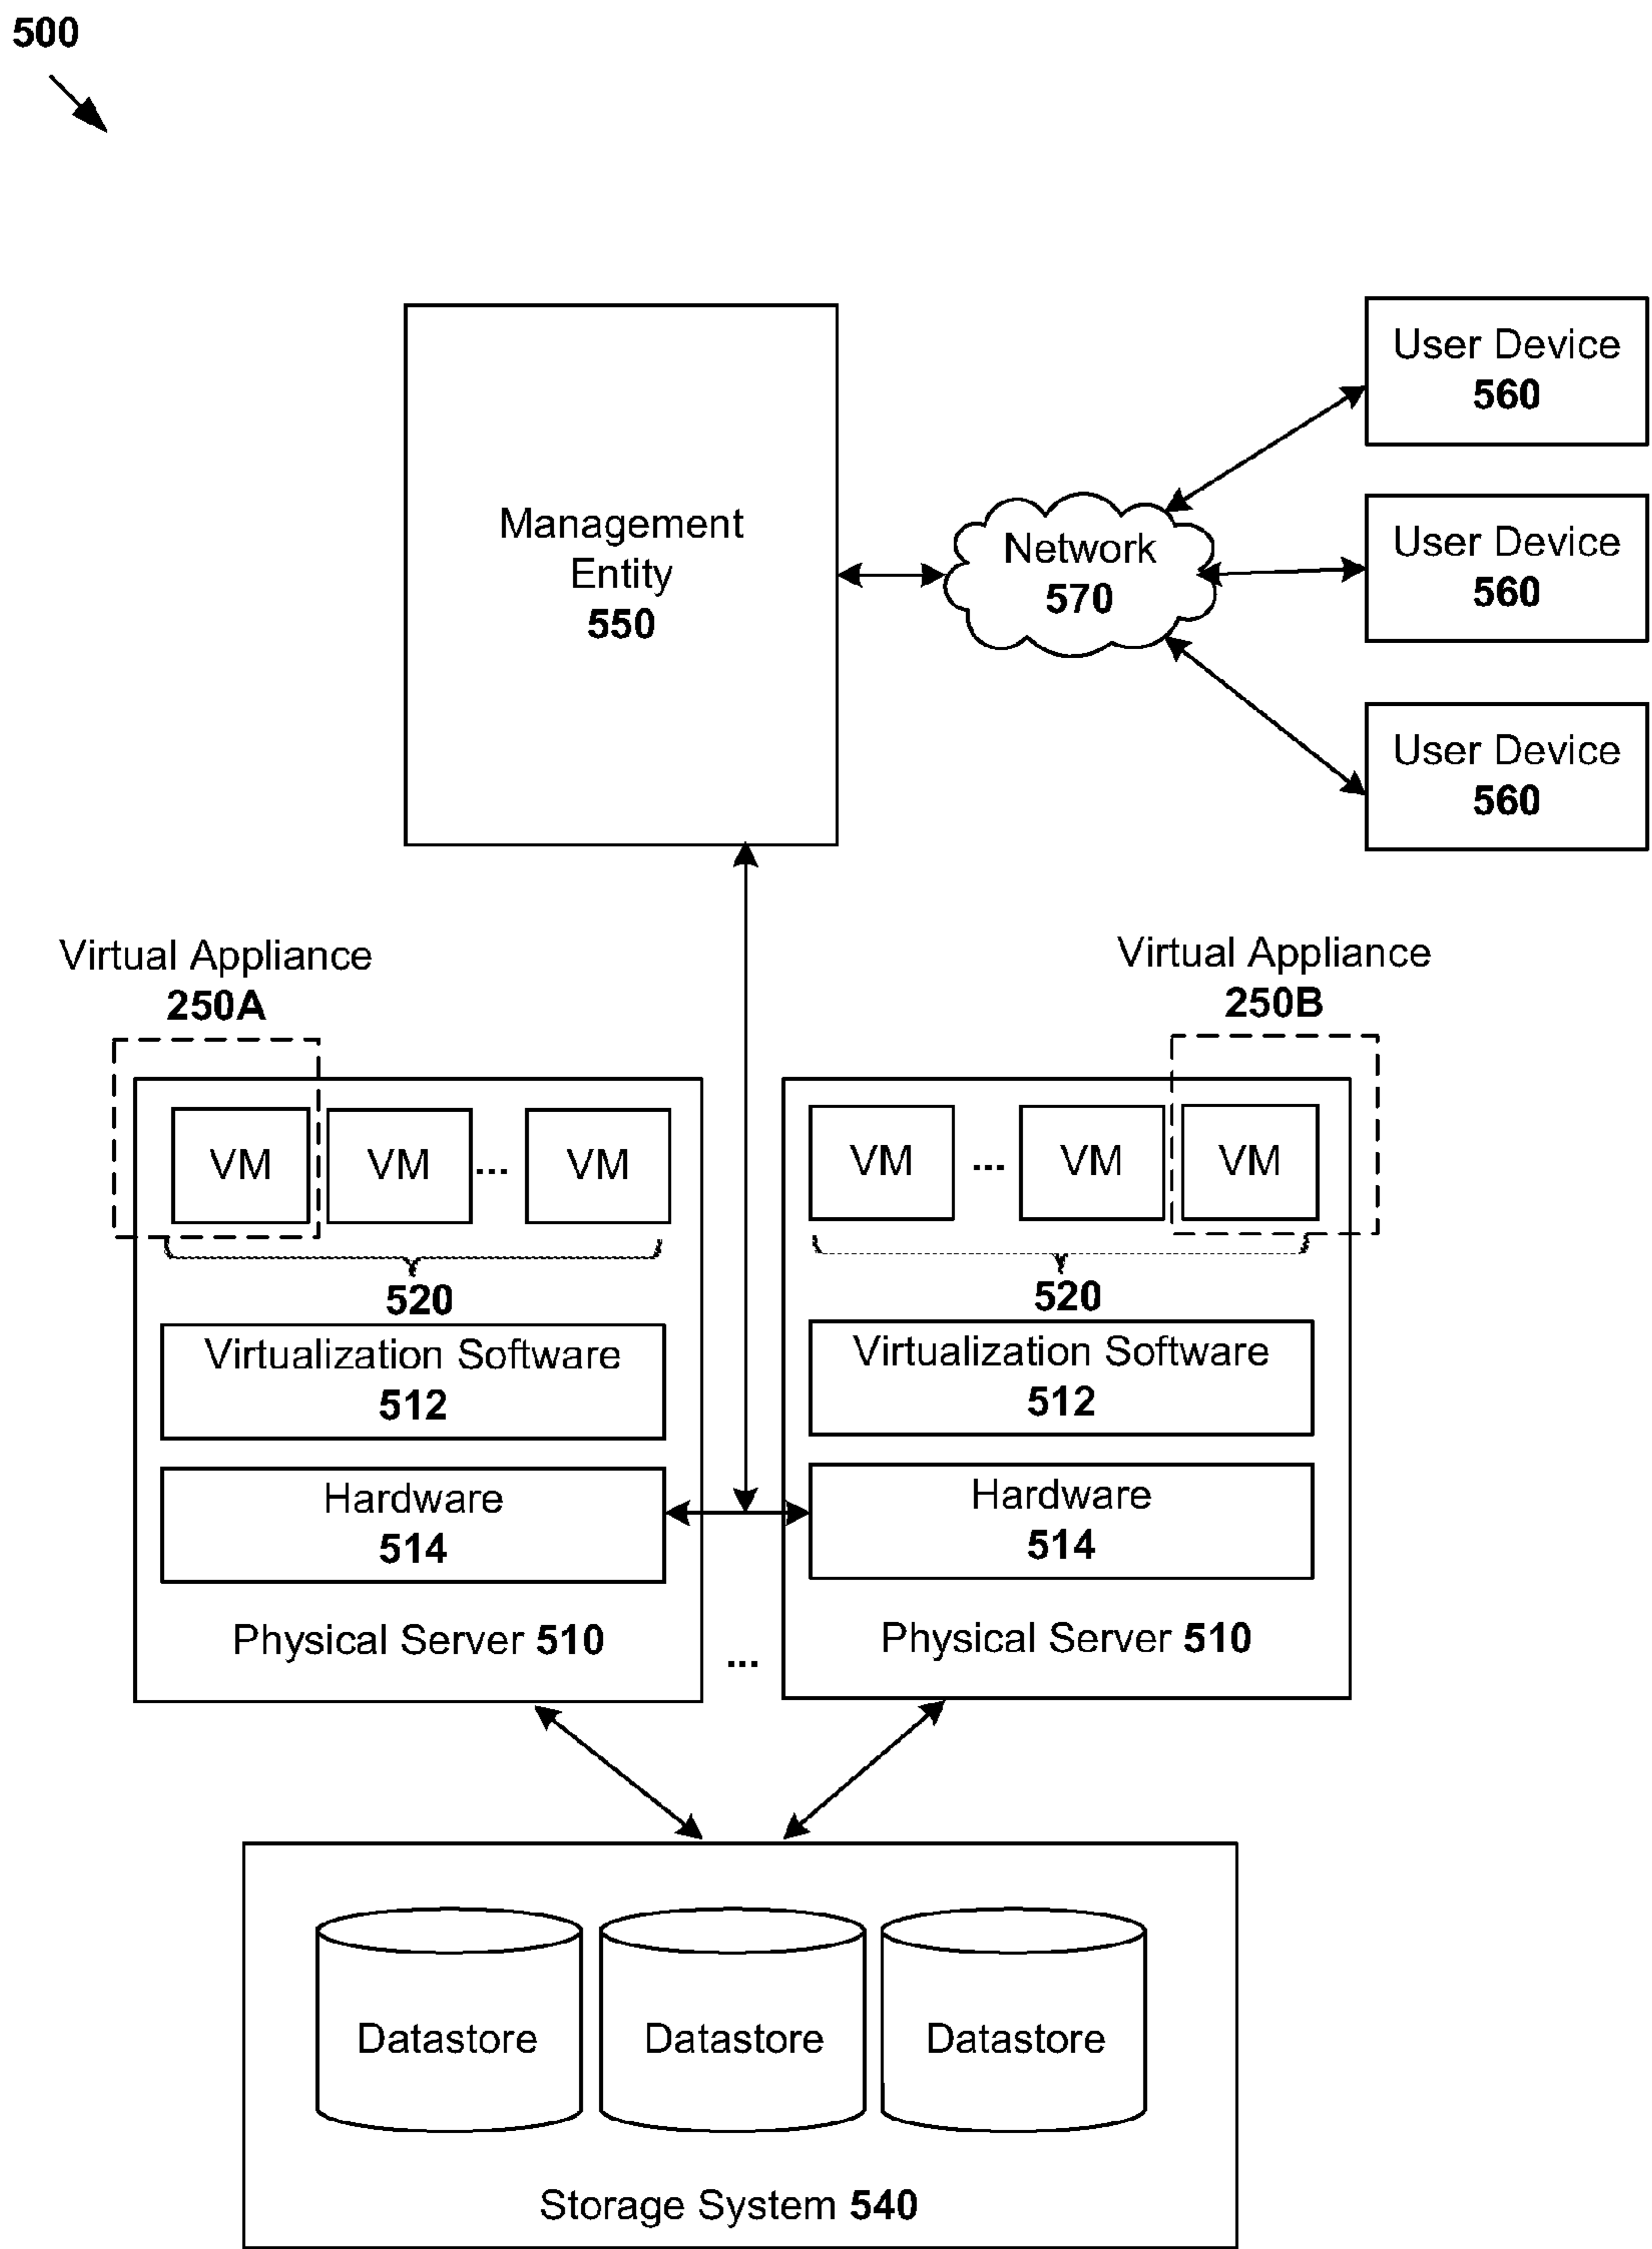 500
User Device
560
Management
Entity
550
Network
570
User Device
560
User Device
560
Virtual Appliance
250A
Virtual Appliance
250B
VM
VM
...
VM
VM
...
VM
VM
520
520
Virtualization Software
512
Virtualization Software
512
Hardware
514
Hardware
514
Physical Server 510
...
Physical Server 510
Datastore
Datastore
Datastore
Storage System 540